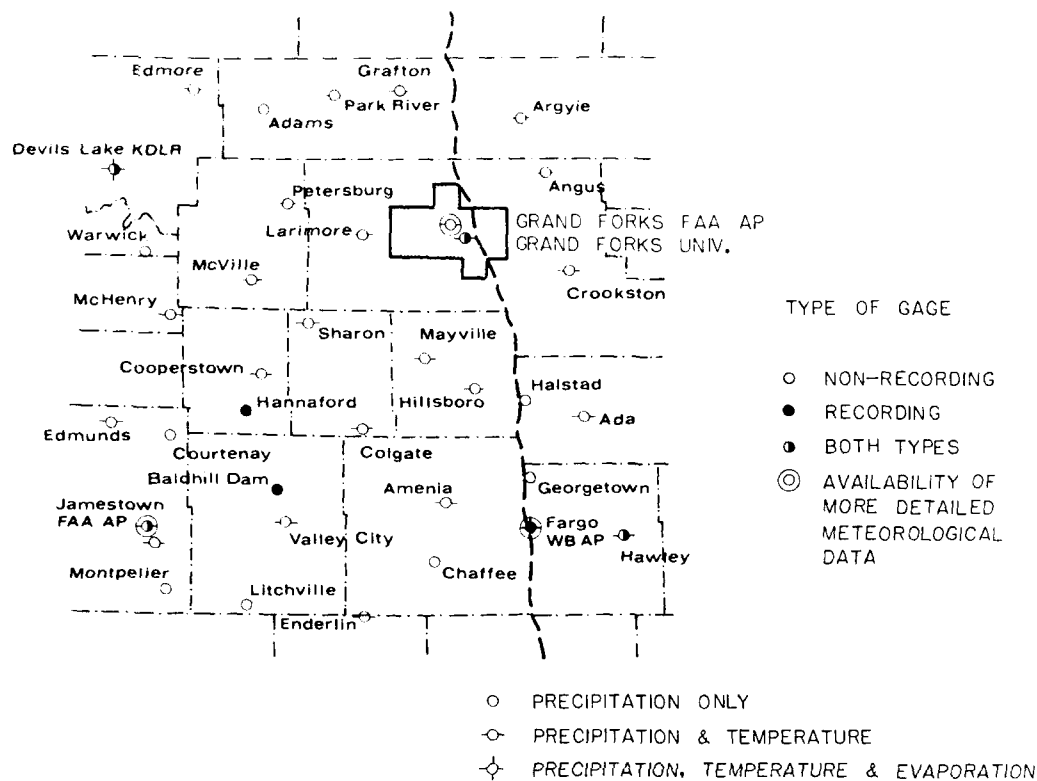 Edmore
Grafton
Park River
Adams
Argyie
Devils Lake KDLR
Petersburg
Angus
GRAND FORKS FAA AP
Larimore
GRAND FORKS UNIV.
Warwick
McVille
Crookston
McHenry
TYPE OF GAGE
Sharon
Mayville
Cooperstown
NON-RECORDING
Halstad
Hannaford
Hillsboro
RECORDING
Ada
Edmunds
BOTH TYPES
Courtenay
Colgate
Baldhill Dam
Amenia
Georgetown
AVAILABILITY OF
MORE DETAILED
METEOROLOGICAL
DATA
Jamestown
FAA AP
Fargo
WB AP
Valley City
Hawley
Montpelier
Chaffee
Litchville
Enderlin
PRECIPITATION ONLY
PRECIPITATION & TEMPERATURE
PRECIPITATION, TEMPERATURE & EVAPORATION